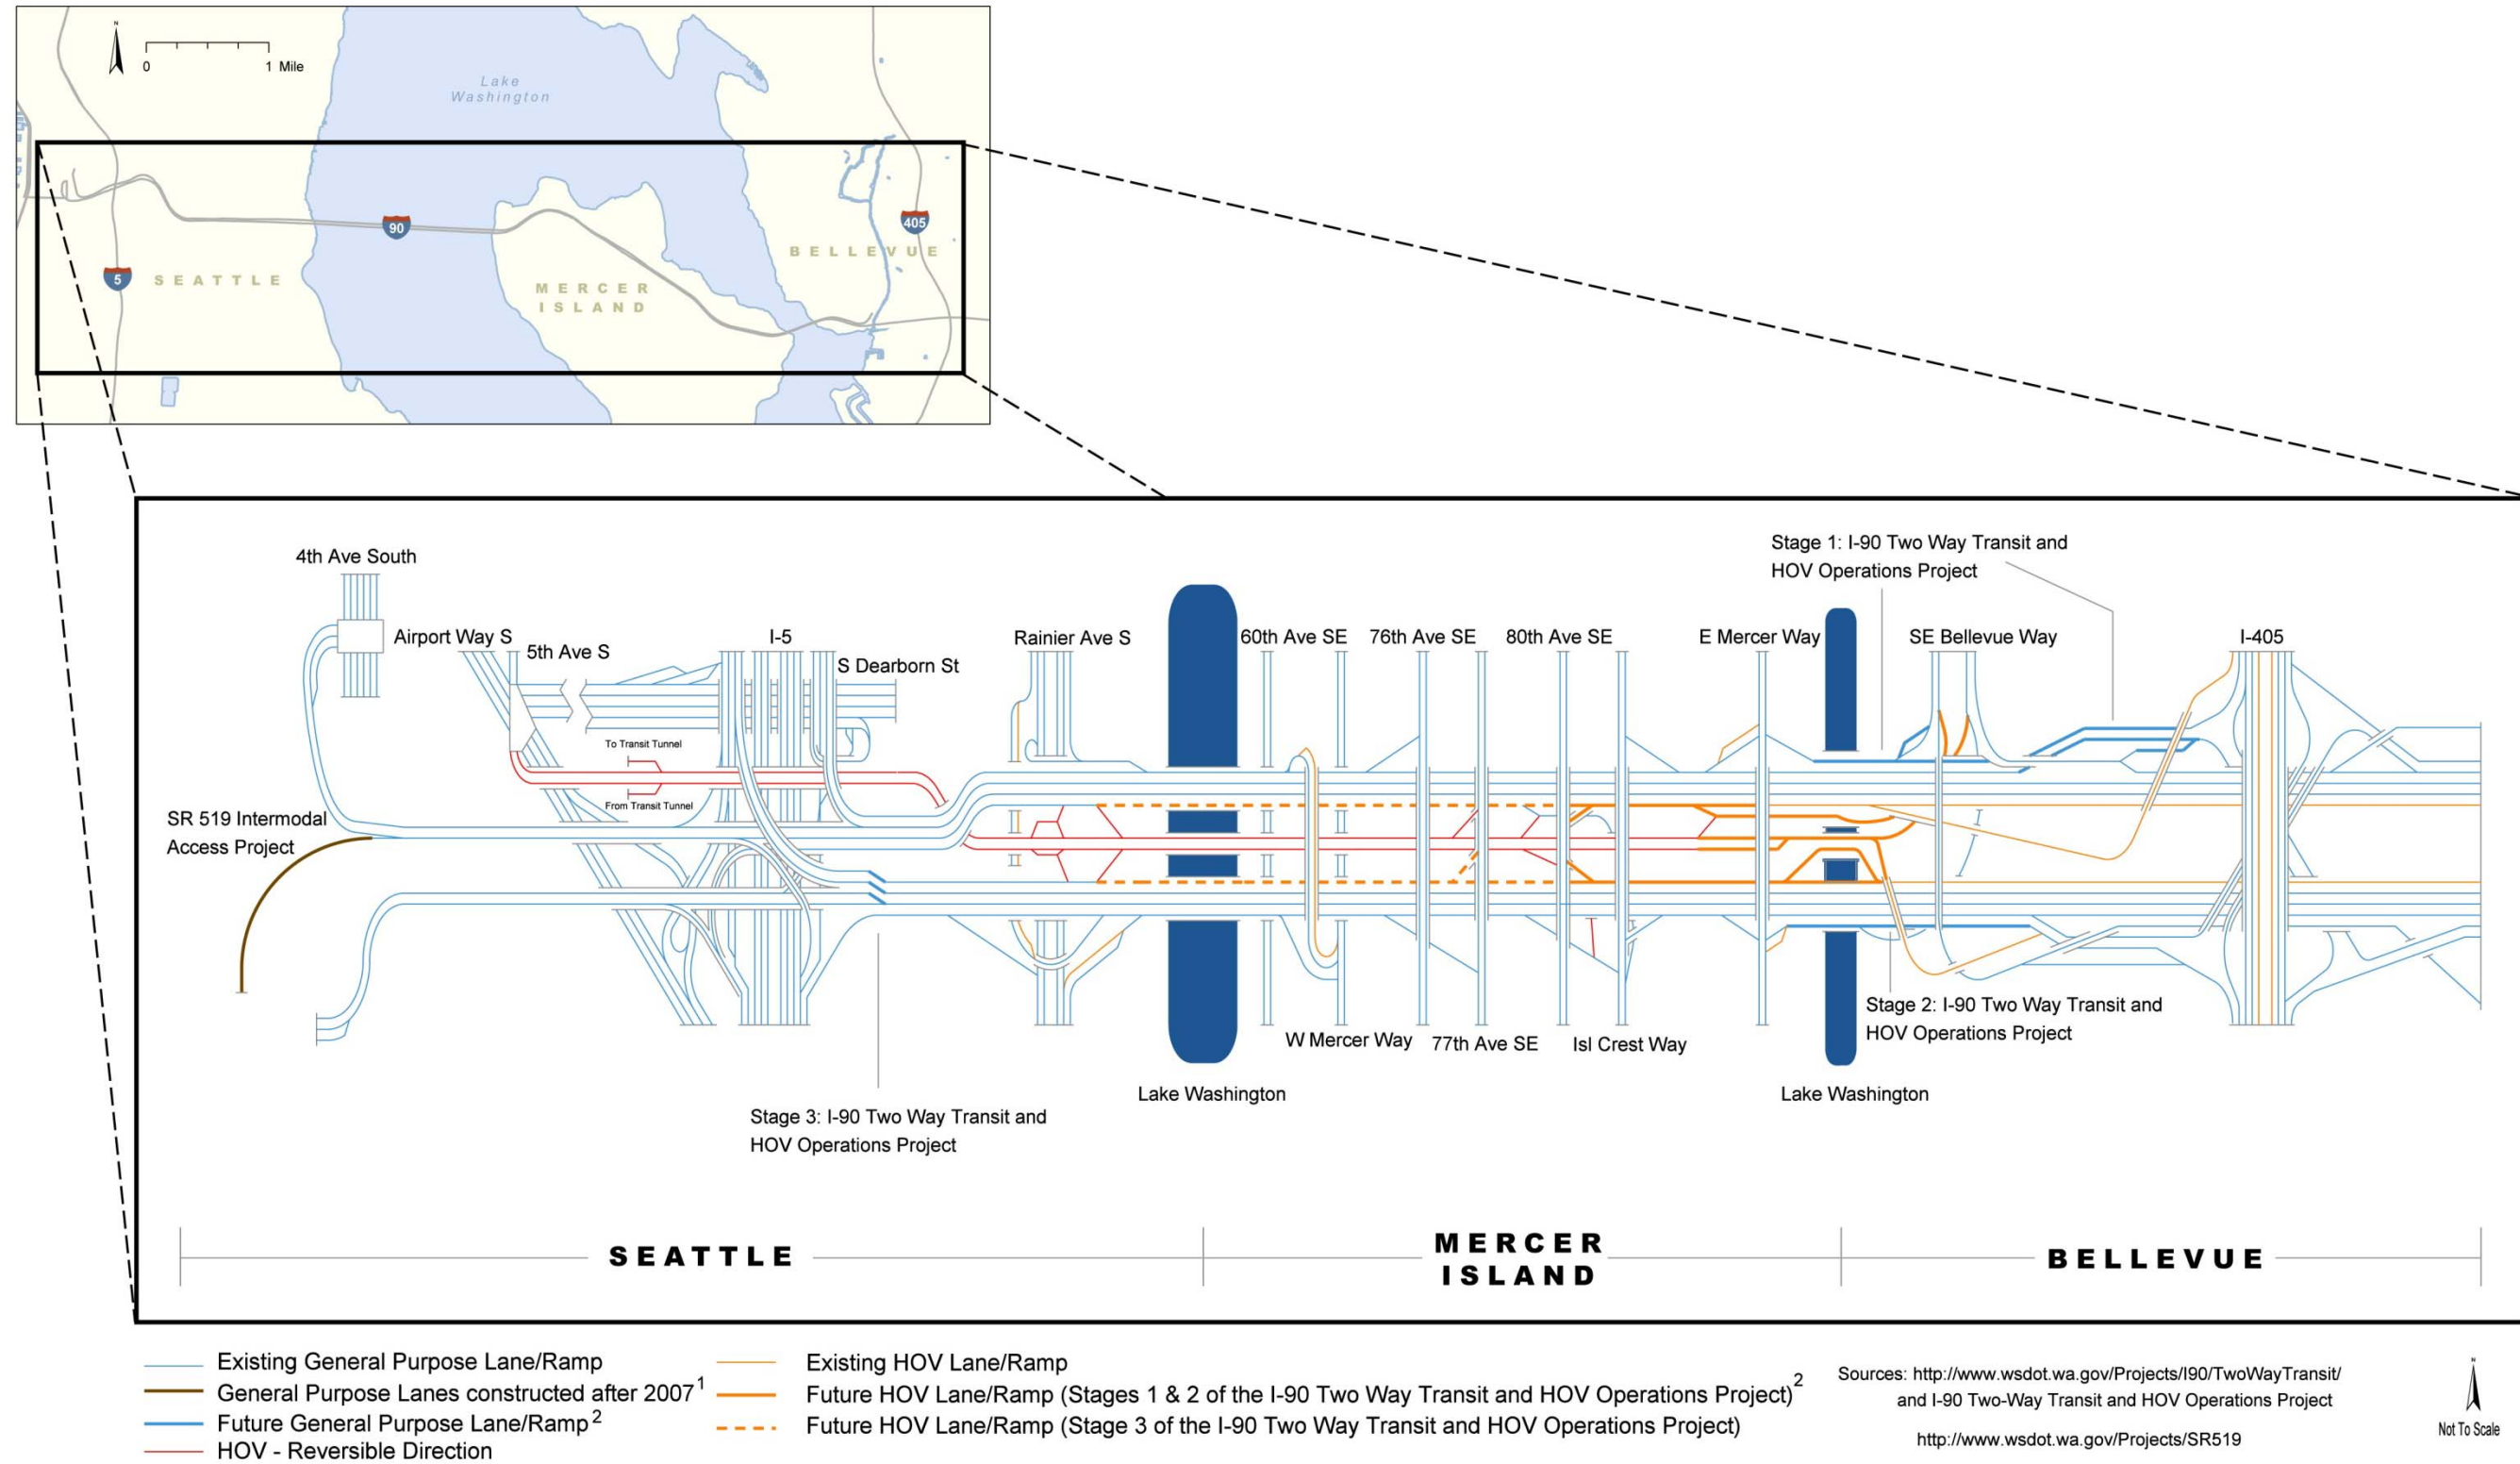 N
0
1 Mile
Lake
Washington
90
405
5
SEATTLE
BELLEVUE
MERCER
ISLAND
Stage 1: I-90 Two Way Transit and
HOV Operations Project
4th Ave South
Airport Way S
5th Ave S
I-5
S Dearborn St
Rainier Ave S
60th Ave SE
76th Ave SE
80th Ave SE
E Mercer Way
SE Bellevue Way
I-405
To Transit Tunnel
From Transit Tunnel
SR 519 Intermodal
Access Project
Stage 2: I-90 Two Way Transit and
HOV Operations Project
W Mercer Way
77th Ave SE
Isl Crest Way
Lake Washington
Lake Washington
Stage 3: I-90 Two Way Transit and
HOV Operations Project
SEATTLE
MERCER
ISLAND
BELLEVUE
Existing General Purpose Lane/Ramp
General Purpose Lanes constructed after 2007 1
Future General Purpose Lane/Ramp 2
HOV - Reversible Direction
Existing HOV Lane/Ramp
Future HOV Lane/Ramp (Stages 1 & 2 of the I-90 Two Way Transit and HOV Operations Project) 2
Future HOV Lane/Ramp (Stage 3 of the I-90 Two Way Transit and HOV Operations Project)
Sources: http://www.wsdot.wa.gov/Projects/I90/TwoWayTransit/
and I-90 Two-Way Transit and HOV Operations Project
http://www.wsdot.wa.gov/Projects/SR519
N
Not To Scale